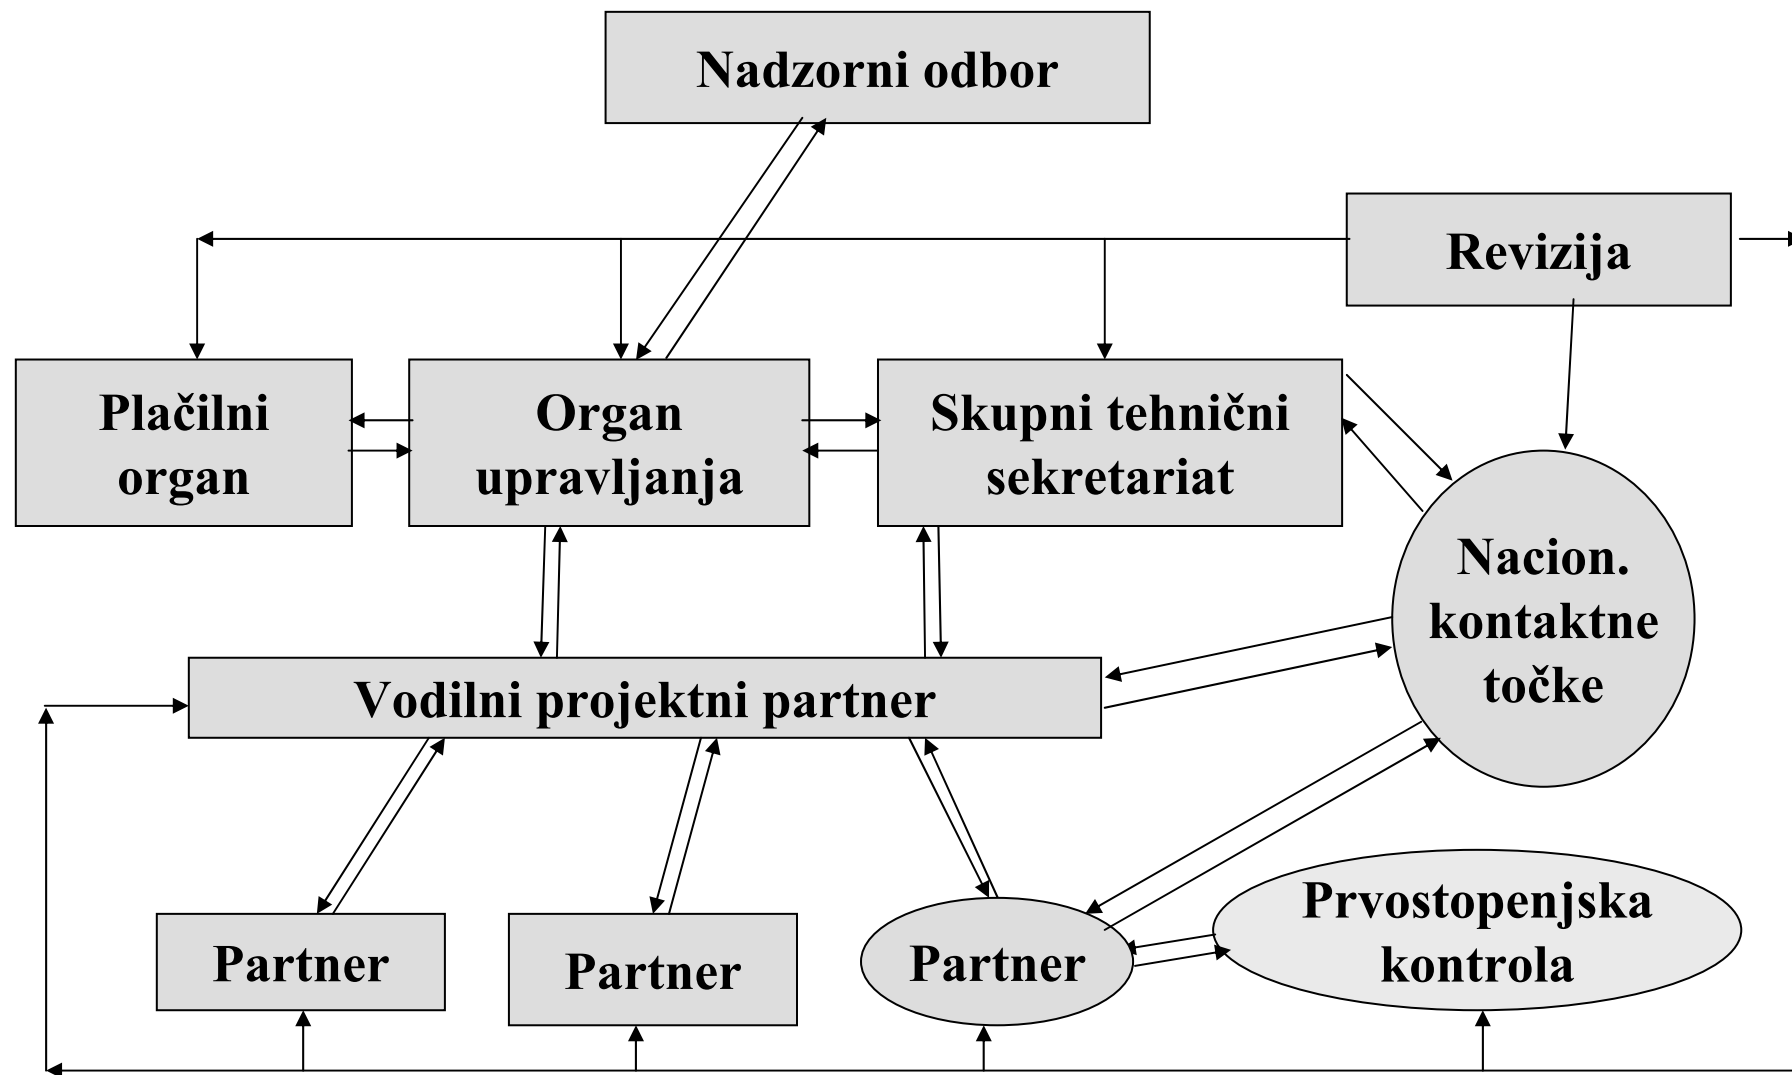 Nadzorni odbor
Revizija
Plačilni
organ
Organ
upravljanja
Skupni tehnični
sekretariat
Nacion.
kontaktne
točke
Vodilni projektni partner
Partner
Partner
Partner
Prvostopenjska
kontrola